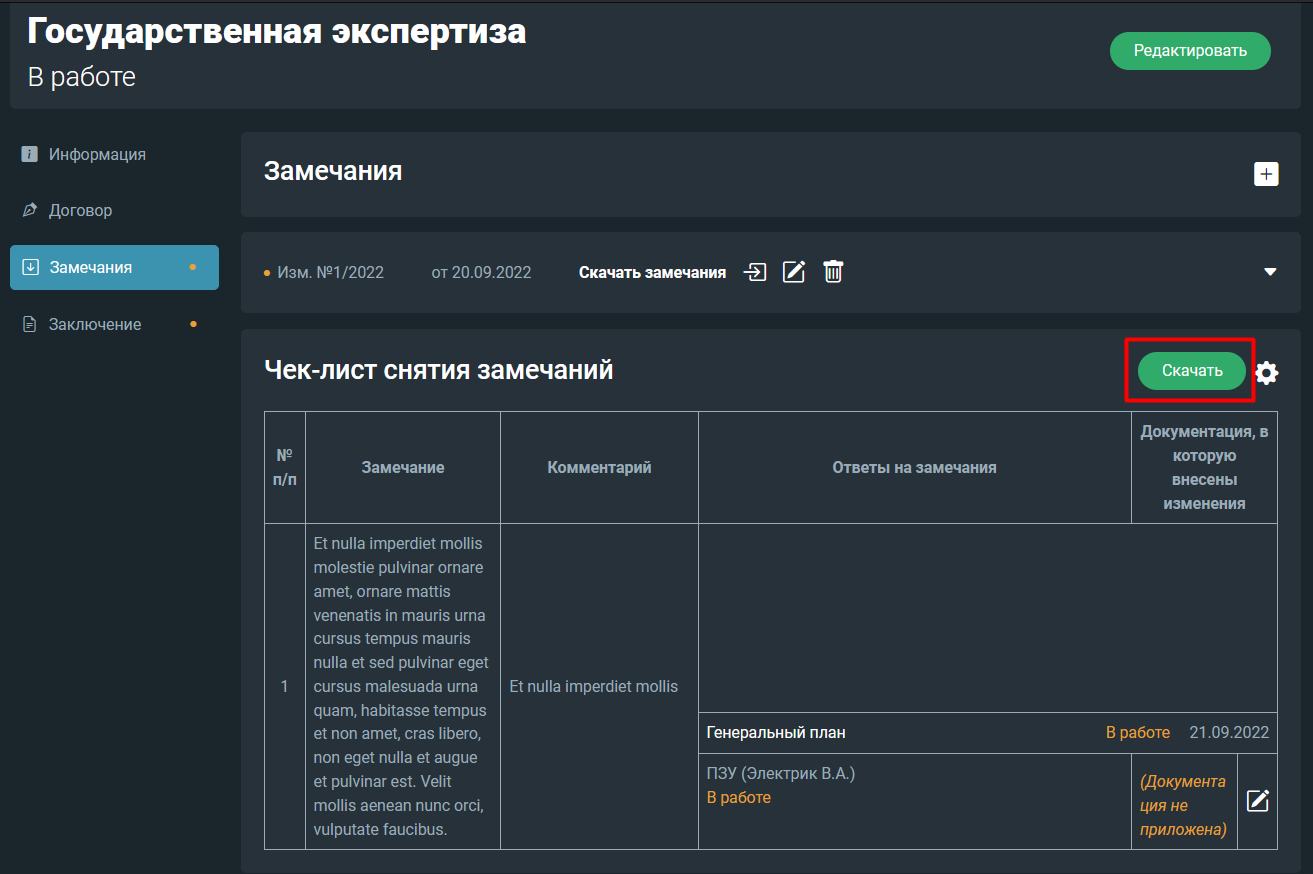 Государственная экспертиза
В работе
Редактировать
Информация
Договор
Замечания
Заключение
Замечания
Изм. №1/2022 от 20.09.2022 Скачать замечания
Чек-лист снятия замечаний
Скачать
№
п/п
Замечание
Комментарий
Ответы на замечания
Документация, в
которую
внесены
изменения
1
Et nulla imperdiet mollis
molestie pulvinar ornare
amet, ornare mattis
venenatis in mauris urna
cursus tempus mauris
nulla et sed pulvinar eget
cursus malesuada urna
quam, habitasse tempus
et non amet, cras libero,
non eget nulla et augue
et pulvinar est. Velit
mollis aenean nunc orci,
vulputate faucibus.
Et nulla imperdiet mollis
Генеральный план В работе 21.09.2022
ПЗУ (Электрик В.А.)
В работе
(Документа
ция не
приложена)